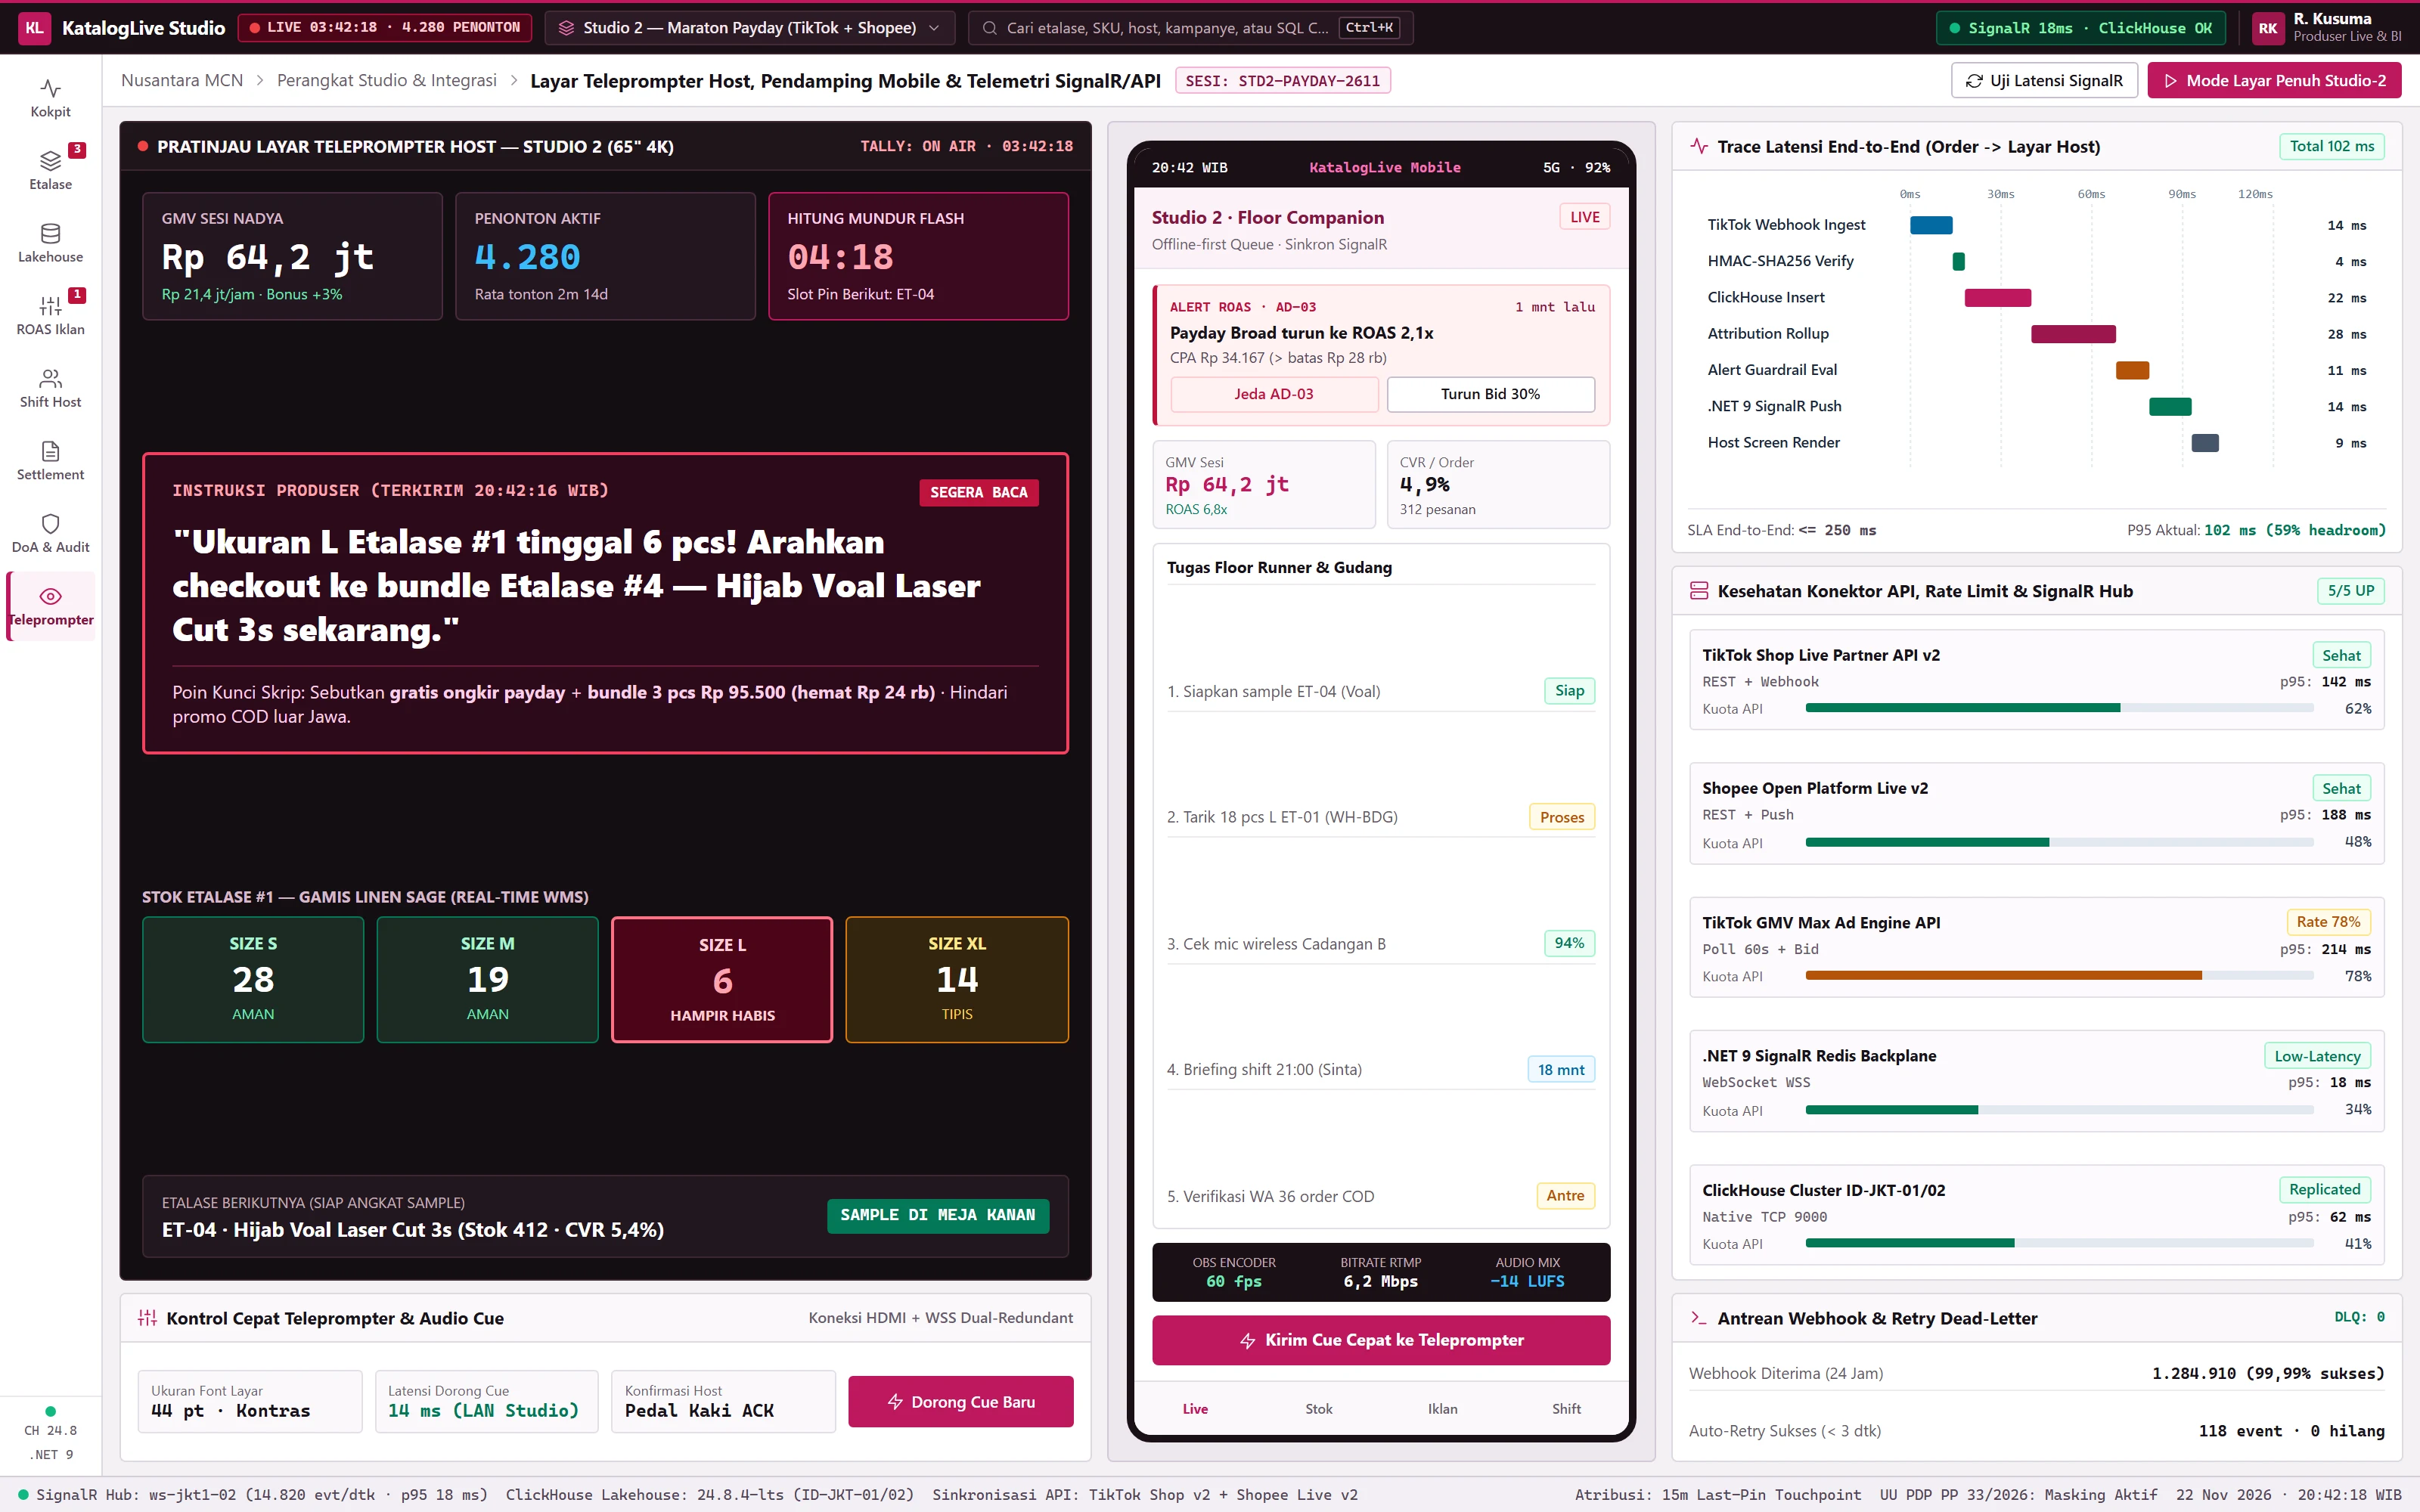 KL KatalogLive Studio LIVE 03:42:18 · 4.280 PENONTON Studio 2 — Maraton Payday (TikTok + Shopee) Cari etalase, SKU, host, kampanye, atau SQL C... Ctrl+K SignalR 18ms · ClickHouse OK RK R. Kusuma
Produser Live & BI
Nusantara MCN > Perangkat Studio & Integrasi > Layar Teleprompter Host, Pendamping Mobile & Telemetri SignalR/API SESI: STD2-PAYDAY-2611 Uji Latensi SignalR Mode Layar Penuh Studio-2
Kokpit
3
Etalase
Lakehouse
1
ROAS Iklan
Shift Host
Settlement
DoA & Audit
Teleprompter
CH 24.8
.NET 9
PRATINJAU LAYAR TELEPROMPTER HOST — STUDIO 2 (65" 4K) TALLY: ON AIR · 03:42:18
GMV SESI NADYA
Rp 64,2 jt
Rp 21,4 jt/jam · Bonus +3%
PENONTON AKTIF
4.280
Rata tonton 2m 14d
HITUNG MUNDUR FLASH
04:18
Slot Pin Berikut: ET-04
INSTRUKSI PRODUSER (TERKIRIM 20:42:16 WIB) SEGERA BACA
"Ukuran L Etalase #1 tinggal 6 pcs! Arahkan
checkout ke bundle Etalase #4 — Hijab Voal Laser
Cut 3s sekarang."
Poin Kunci Skrip: Sebutkan gratis ongkir payday + bundle 3 pcs Rp 95.500 (hemat Rp 24 rb) · Hindari
promo COD luar Jawa.
STOK ETALASE #1 — GAMIS LINEN SAGE (REAL-TIME WMS)
SIZE S
28
AMAN
SIZE M
19
AMAN
SIZE L
6
HAMPIR HABIS
SIZE XL
14
TIPIS
ETALASE BERIKUTNYA (SIAP ANGKAT SAMPLE)
ET-04 · Hijab Voal Laser Cut 3s (Stok 412 · CVR 5,4%)
SAMPLE DI MEJA KANAN
Kontrol Cepat Teleprompter & Audio Cue Koneksi HDMI + WSS Dual-Redundant
Ukuran Font Layar
44 pt · Kontras
Latensi Dorong Cue
14 ms (LAN Studio)
Konfirmasi Host
Pedal Kaki ACK
Dorong Cue Baru
20:42 WIB KatalogLive Mobile 5G · 92%
Studio 2 · Floor Companion LIVE
Offline-first Queue · Sinkron SignalR
ALERT ROAS · AD-03 1 mnt lalu
Payday Broad turun ke ROAS 2,1x
CPA Rp 34.167 (> batas Rp 28 rb)
Jeda AD-03 Turun Bid 30%
GMV Sesi
Rp 64,2 jt
ROAS 6,8x
CVR / Order
4,9%
312 pesanan
Tugas Floor Runner & Gudang
1. Siapkan sample ET-04 (Voal) Siap
2. Tarik 18 pcs L ET-01 (WH-BDG) Proses
3. Cek mic wireless Cadangan B 94%
4. Briefing shift 21:00 (Sinta) 18 mnt
5. Verifikasi WA 36 order COD Antre
OBS ENCODER
60 fps
BITRATE RTMP
6,2 Mbps
AUDIO MIX
-14 LUFS
Kirim Cue Cepat ke Teleprompter
Live Stok Iklan Shift
Trace Latensi End-to-End (Order -> Layar Host) Total 102 ms
0ms 30ms 60ms 90ms 120ms
TikTok Webhook Ingest 14 ms
HMAC-SHA256 Verify 4 ms
ClickHouse Insert 22 ms
Attribution Rollup 28 ms
Alert Guardrail Eval 11 ms
.NET 9 SignalR Push 14 ms
Host Screen Render 9 ms
SLA End-to-End: <= 250 ms P95 Aktual: 102 ms (59% headroom)
Kesehatan Konektor API, Rate Limit & SignalR Hub 5/5 UP
TikTok Shop Live Partner API v2 Sehat
REST + Webhook p95: 142 ms
Kuota API 62%
Shopee Open Platform Live v2 Sehat
REST + Push p95: 188 ms
Kuota API 48%
TikTok GMV Max Ad Engine API Rate 78%
Poll 60s + Bid p95: 214 ms
Kuota API 78%
.NET 9 SignalR Redis Backplane Low-Latency
WebSocket WSS p95: 18 ms
Kuota API 34%
ClickHouse Cluster ID-JKT-01/02 Replicated
Native TCP 9000 p95: 62 ms
Kuota API 41%
Antrean Webhook & Retry Dead-Letter DLQ: 0
Webhook Diterima (24 Jam) 1.284.910 (99,99% sukses)
Auto-Retry Sukses (< 3 dtk) 118 event · 0 hilang
SignalR Hub: ws-jkt1-02 (14.820 evt/dtk · p95 18 ms) ClickHouse Lakehouse: 24.8.4-lts (ID-JKT-01/02) Sinkronisasi API: TikTok Shop v2 + Shopee Live v2 Atribusi: 15m Last-Pin Touchpoint UU PDP PP 33/2026: Masking Aktif 22 Nov 2026 · 20:42:18 WIB